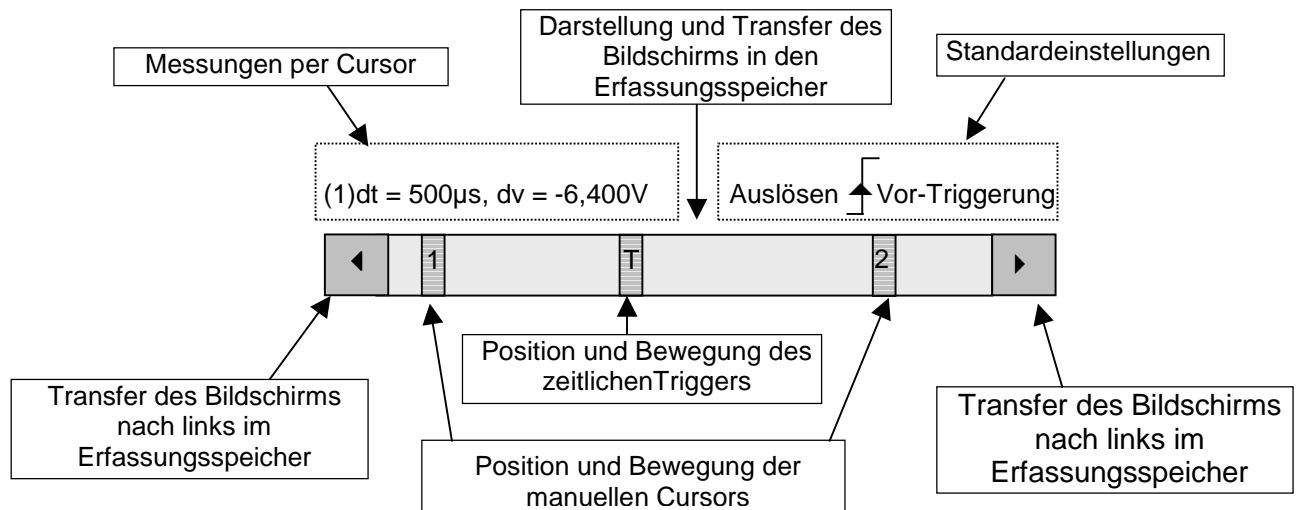 Messungen per Cursor
Darstellung und Transfer des
Bildschirms in den
Erfassungsspeicher
Standardeinstellungen
(1)dt = 500µs, dv = -6,400V
Auslösen Vor-Triggerung
1
T
2
Position und Bewegung des
zeitlichenTriggers
Transfer des Bildschirms
nach links im
Erfassungsspeicher
Position und Bewegung der
manuellen Cursors
Transfer des Bildschirms
nach links im
Erfassungsspeicher